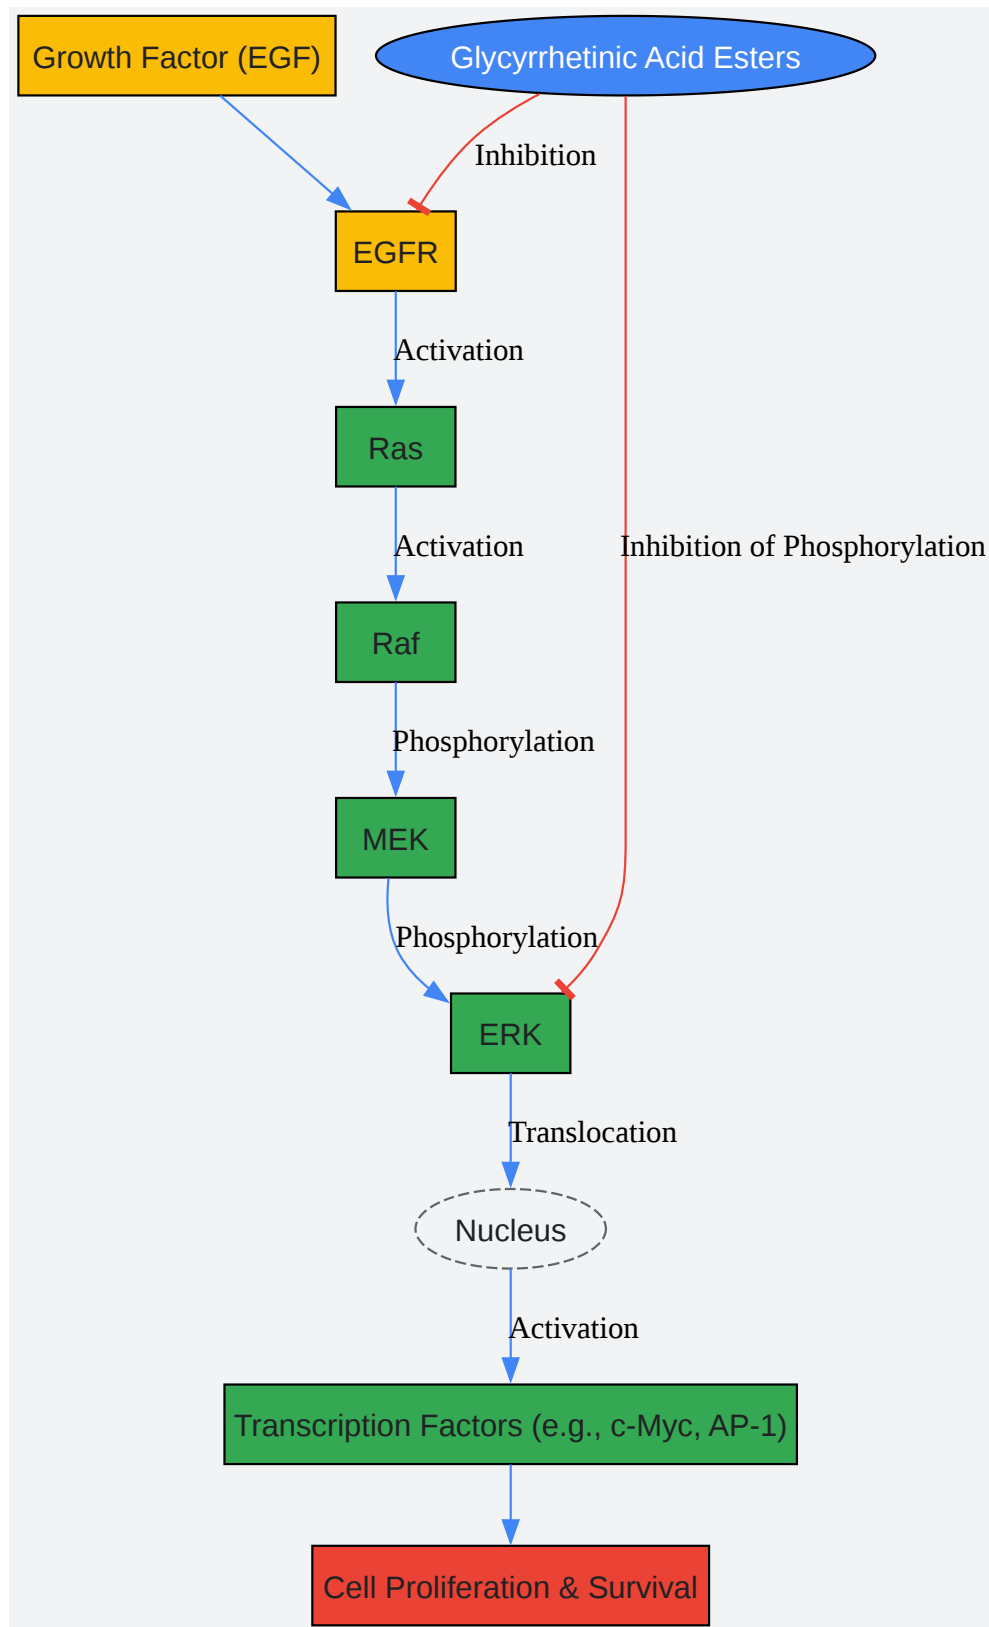 Growth Factor (EGF)
Glycyrrhetinic Acid Esters
Inhibition
EGFR
Activation
Ras
Activation
Inhibition of Phosphorylation
Raf
Phosphorylation
MEK
Phosphorylation
ERK
Translocation
Nucleus
Activation
Transcription Factors (e.g., c-Myc, AP-1)
Cell Proliferation & Survival